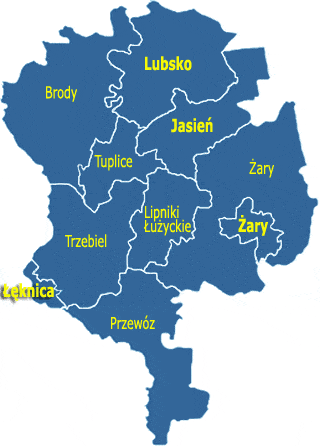 Lubsko
Brody
Jasień
Tuplice
Żary
Lipniki
Łużyckie
Żary
Trzebiel
Łęknica
Przewóz